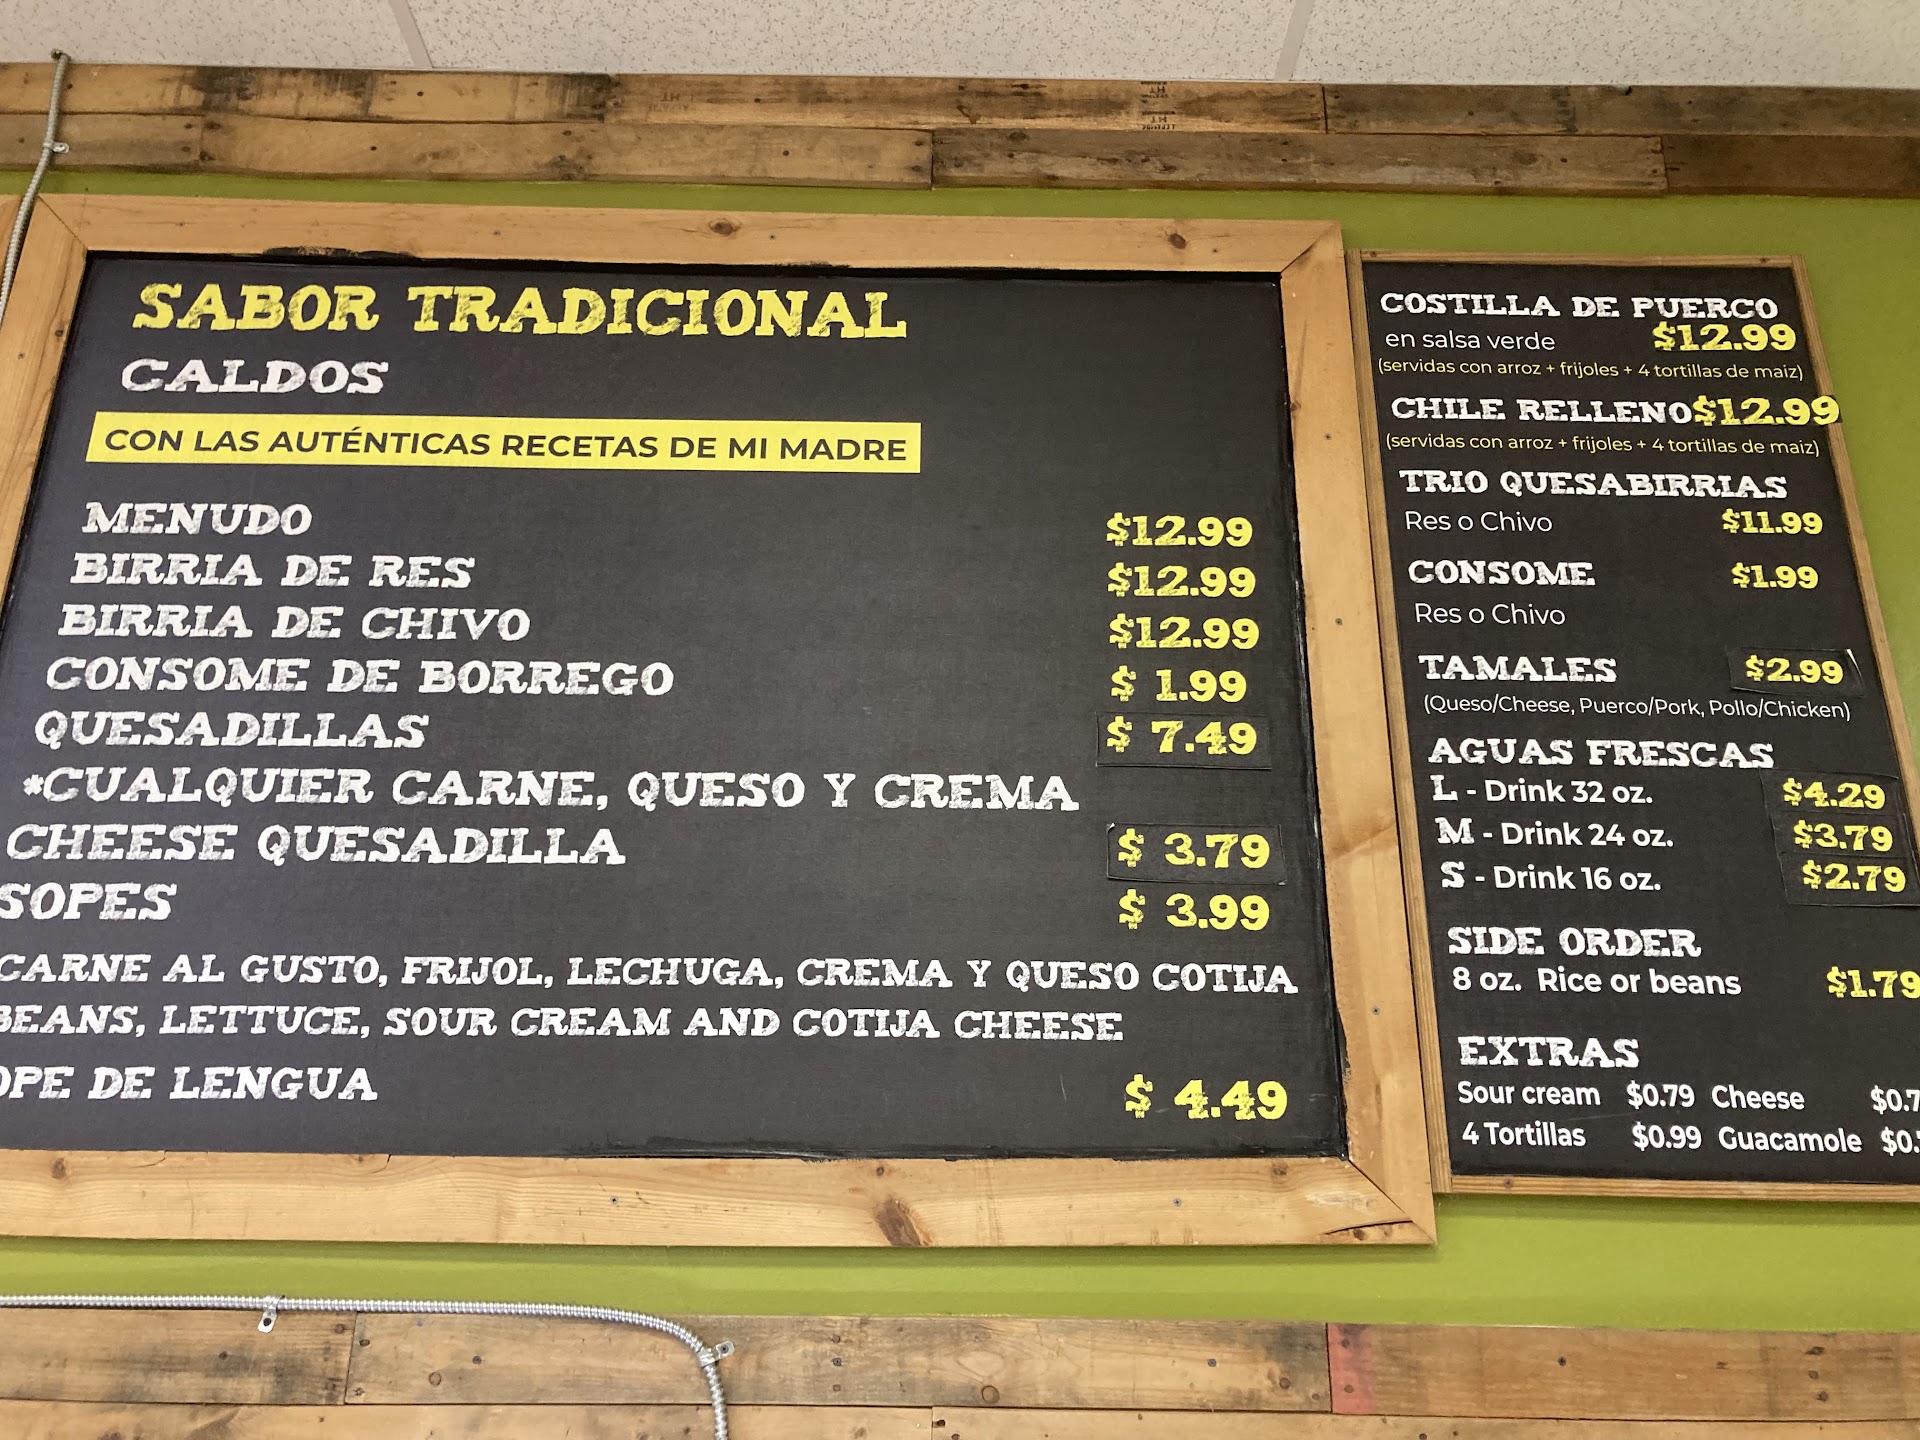 SABOR TRADICIONAL
CALDOS
CON LAS AUTÉNTICAS RECETAS DE MI MADRE
MENUDO $12.99
BIRRIA DE RES $12.99
BIRRIA DE CHIVO $12.99
CONSOME DE BORREGO $ 1.99
QUESADILLAS $ 7.49
*CUALQUIER CARNE, QUESO Y CREMA
CHEESE QUESADILLA $ 3.79
SOPES $ 3.99
CARNE AL GUSTO, FRIJOL, LECHUGA, CREMA Y QUESO COTIJA
BEANS, LETTUCE, SOUR CREAM AND COTIJA CHEESE
OPE DE LENGUA $ 4.49
COSTILLA DE PUERCO
en salsa verde $12.99
(servidas con arroz + frijoles + 4 tortillas de maiz)
CHILE RELLENO $12.99
(servidas con arroz + frijoles + 4 tortillas de maiz)
TRIO QUESABIRRIAS
Res o Chivo $11.99
CONSOME $1.99
Res o Chivo
TAMALES $2.99
(Queso/Cheese, Puerco/Pork, Pollo/Chicken)
AGUAS FRESCAS
L - Drink 32 oz. $4.29
M - Drink 24 oz. $3.79
S - Drink 16 oz. $2.79
SIDE ORDER
8 oz. Rice or beans $1.79
EXTRAS
Sour cream $0.79 Cheese $0.7
4 Tortillas $0.99 Guacamole $0.